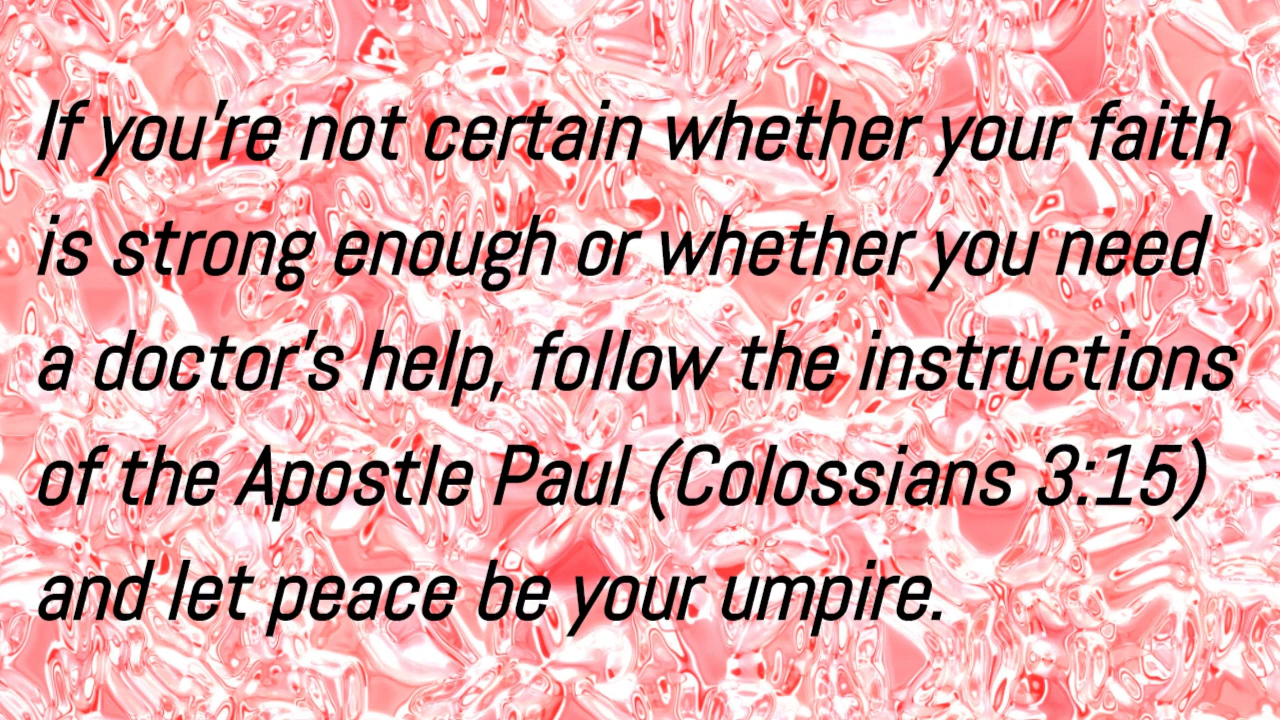 If you're not certain whether your faith
is strong enough or whether you need
a doctor's help, follow the instructions
of the Apostle Paul (Colossians 3:15)
and let peace be your umpire.